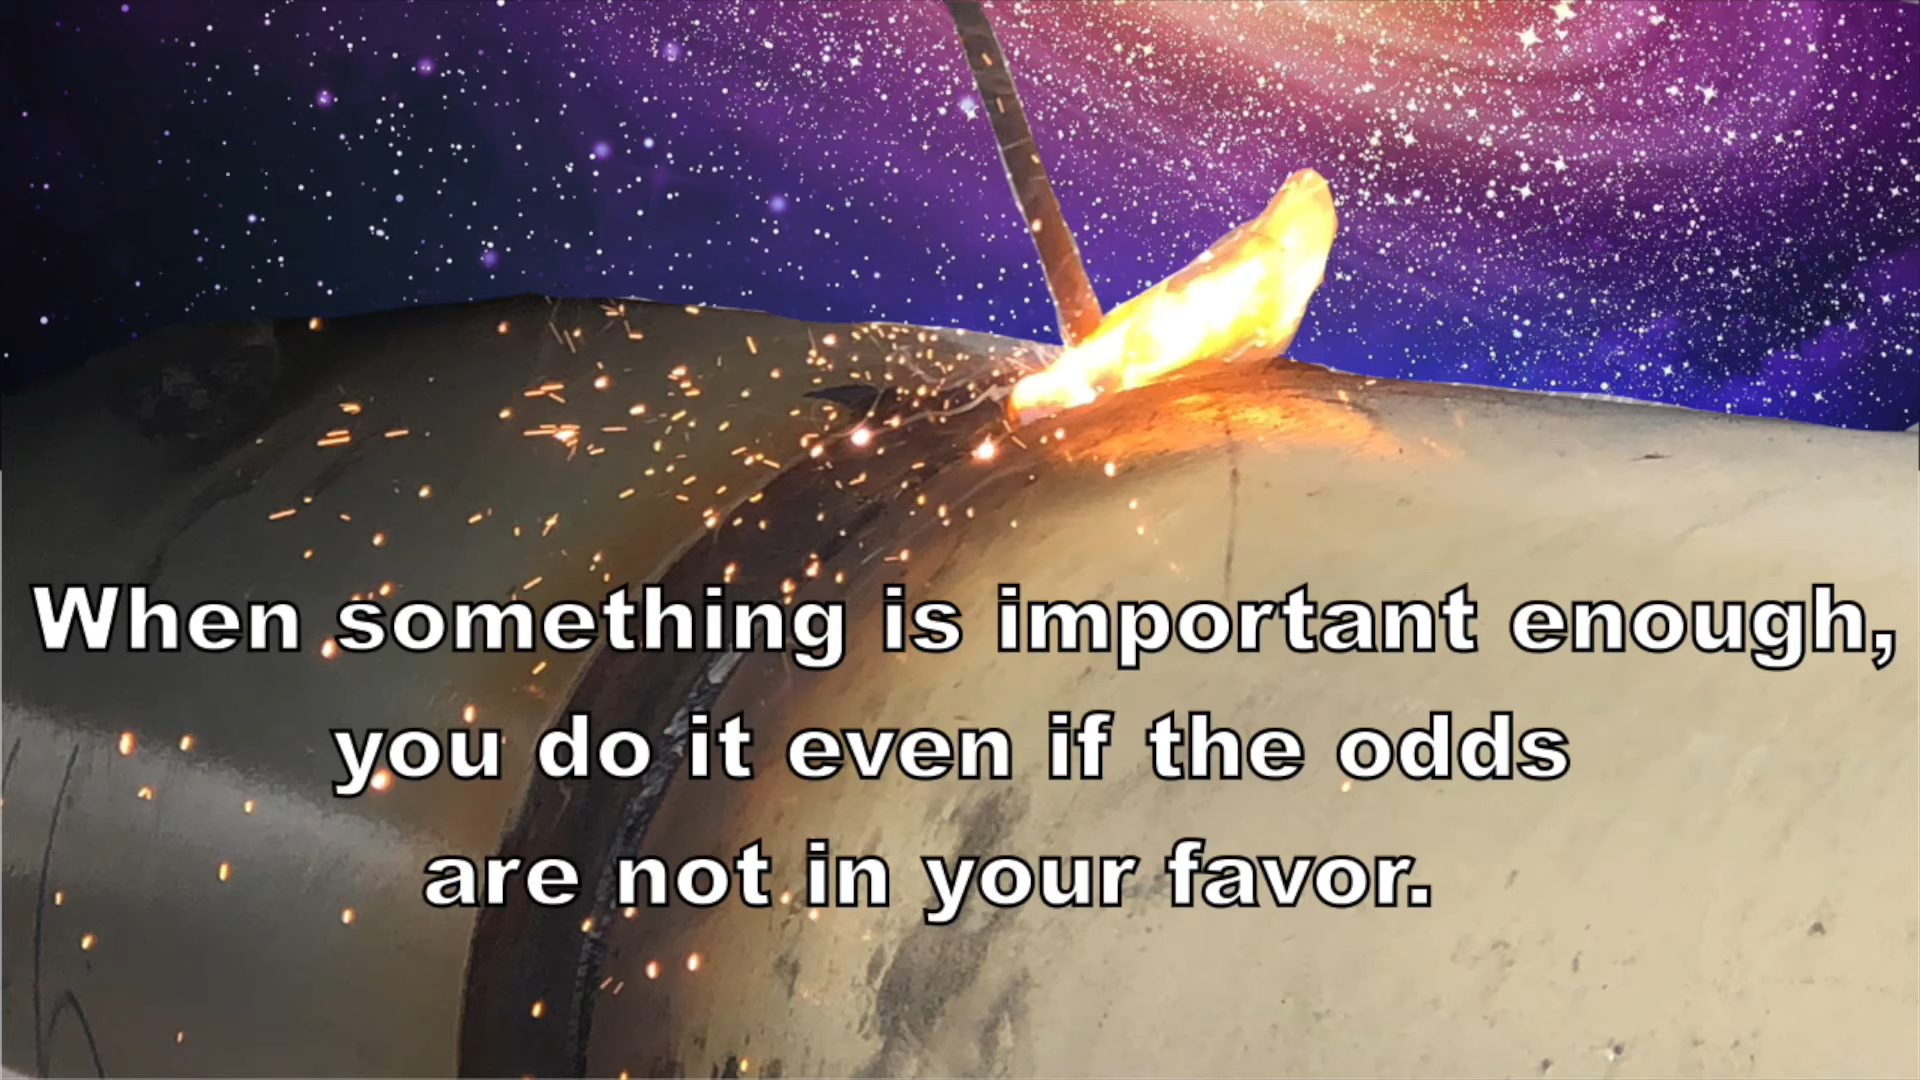 When something is important enough,
you do it even if the odds
are not in your favor.